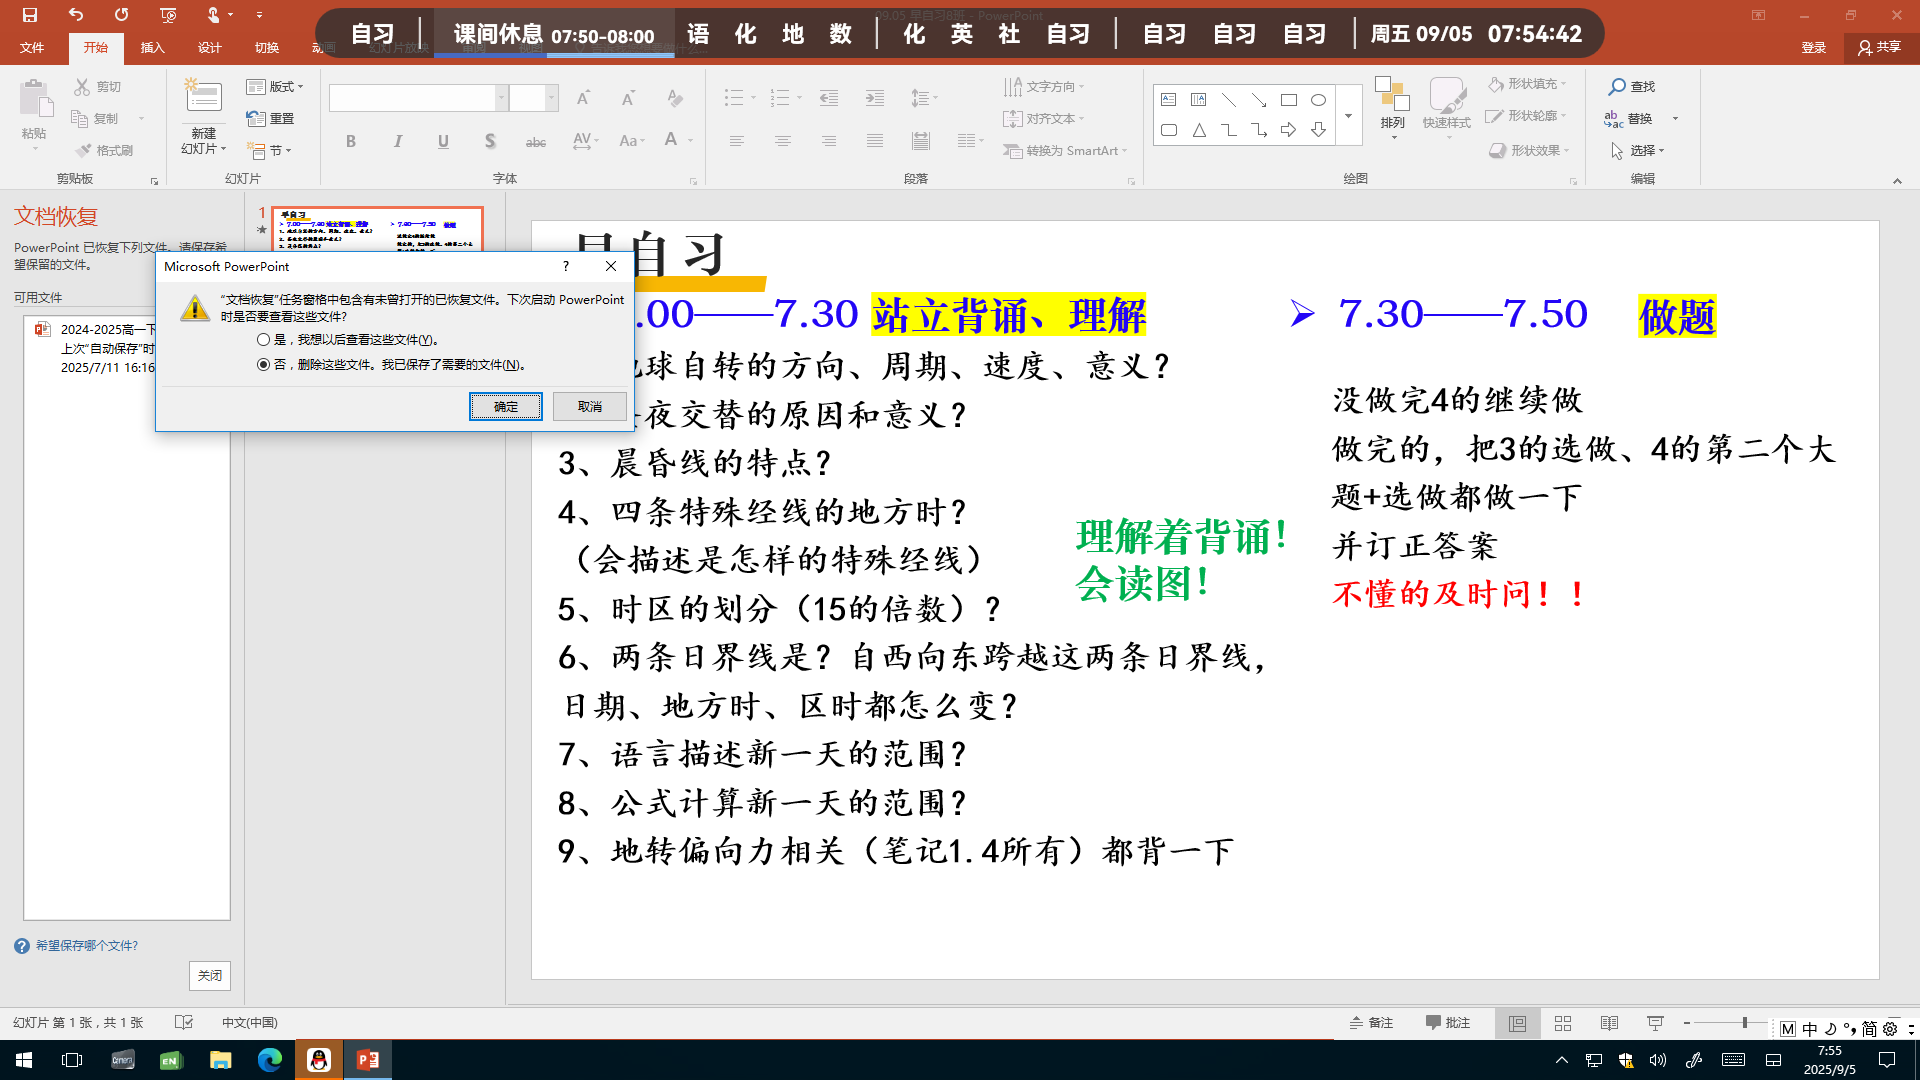 自习 课间休息 07:50-08:00 语 化 地 数 化 英 社 自习 自习 自习 自习 周五 09/05 07:54:42
文件 开始 插入 设计 切换 登录 共享
粘贴 剪切 复制 格式刷 剪贴板
新建 幻灯片 版式 重置 节 幻灯片
B I U S abc AV Aa A 字体
文字方向 对齐文本 转换为 SmartArt 段落
排列 快速样式 形状填充 形状轮廓 形状效果 绘图
查找 替换 选择 编辑
文档恢复
PowerPoint 已恢复下列文件。请保存希
望保留的文件。
可用文件
2024-2025高一下
上次“自动保存”时
2025/7/11 16:16
希望保存哪个文件?
关闭
1
Microsoft PowerPoint
“文档恢复”任务窗格中包含有未曾打开的已恢复文件。下次启动 PowerPoint
时是否要查看这些文件?
是，我想以后查看这些文件(Y)。
否，删除这些文件。我已保存了需要的文件(N)。
确定 取消
早自习
.00——7.30 站立背诵、理解
球自转的方向、周期、速度、意义？
夜交替的原因和意义？
3、晨昏线的特点？
4、四条特殊经线的地方时？
（会描述是怎样的特殊经线）
5、时区的划分（15的倍数）？
6、两条日界线是？自西向东跨越这两条日界线，
日期、地方时、区时都怎么变？
7、语言描述新一天的范围？
8、公式计算新一天的范围？
9、地转偏向力相关（笔记1.4所有）都背一下
理解着背诵！
会读图！
➢ 7.30——7.50 做题
没做完4的继续做
做完的，把3的选做、4的第二个大
题+选做都做一下
并订正答案
不懂的及时问！！
幻灯片 第 1 张，共 1 张 中文(中国) 备注 批注
M 中 简
7:55
2025/9/5